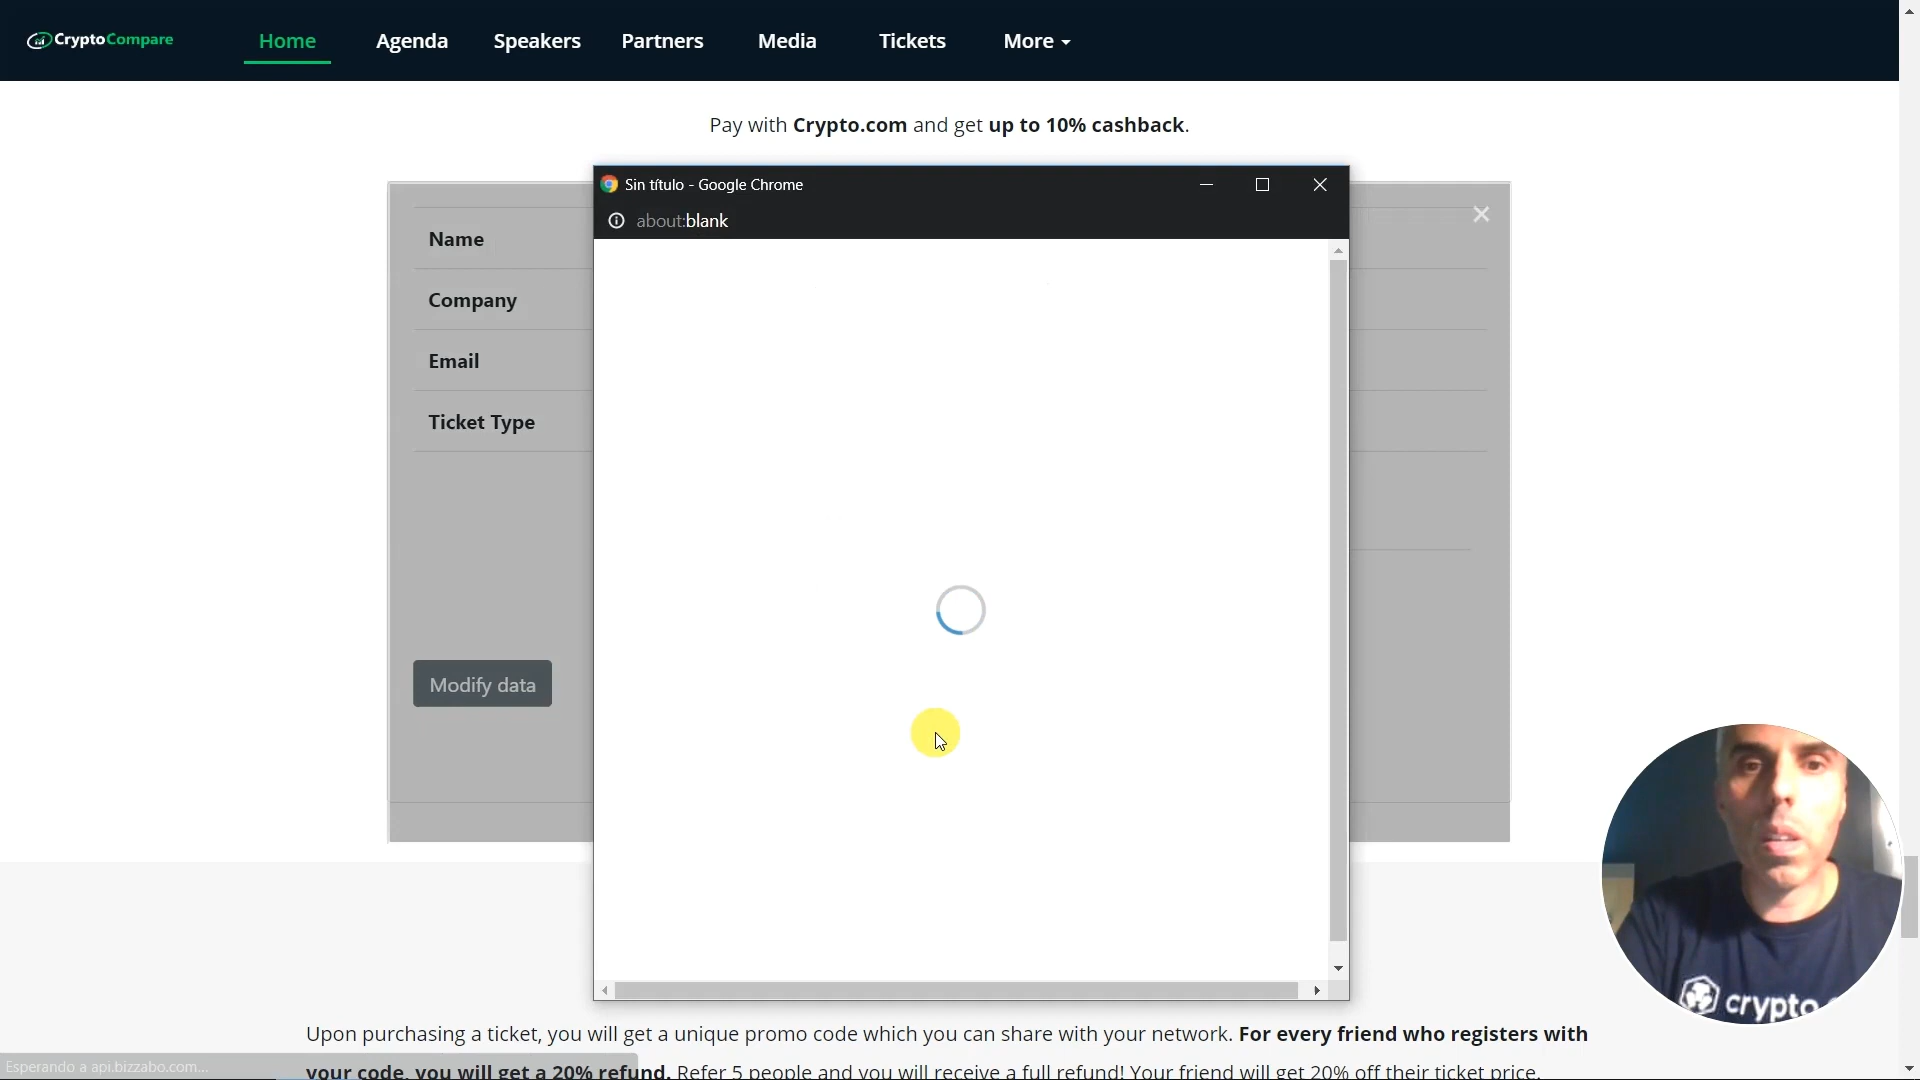 CryptoCompare
Home Agenda Speakers Partners Media Tickets More
Pay with Crypto.com and get up to 10% cashback.
Sin título - Google Chrome
about:blank
Name
Company
Email
Ticket Type
Modify data
crypto.
Upon purchasing a ticket, you will get a unique promo code which you can share with your network. For every friend who registers with
your code, you will get a 20% refund. Refer 5 people and you will receive a full refund! Your friend will get 20% off their ticket price.
Esperando a api.bizzabo.com...